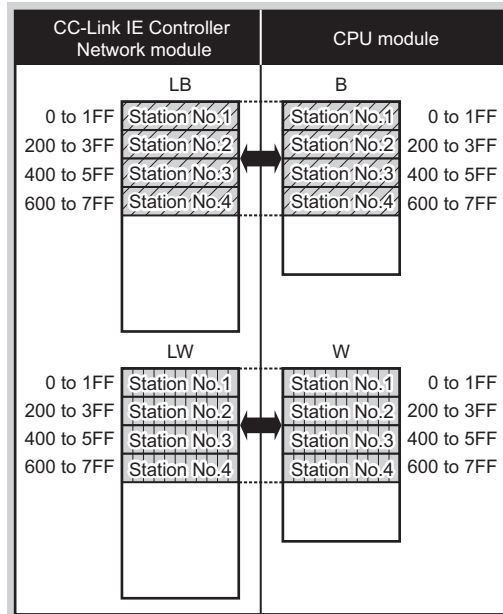 CC-Link IE Controller
Network module
CPU module
LB
B
0 to 1FF Station No.1 Station No.1 0 to 1FF
200 to 3FF Station No.2 Station No.2 200 to 3FF
400 to 5FF Station No.3 Station No.3 400 to 5FF
600 to 7FF Station No.4 Station No.4 600 to 7FF
LW
W
0 to 1FF Station No.1 Station No.1 0 to 1FF
200 to 3FF Station No.2 Station No.2 200 to 3FF
400 to 5FF Station No.3 Station No.3 400 to 5FF
600 to 7FF Station No.4 Station No.4 600 to 7FF